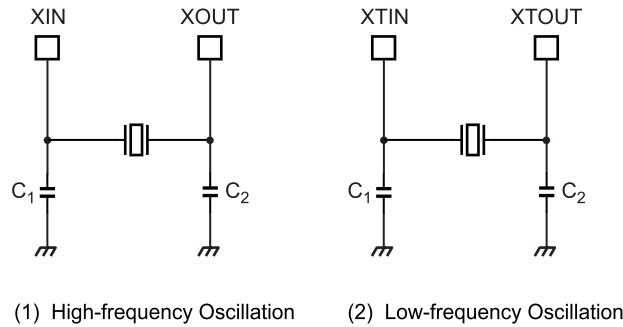 XIN XOUT XTIN XTOUT
C1 C2 C1 C2
(1) High-frequency Oscillation (2) Low-frequency Oscillation